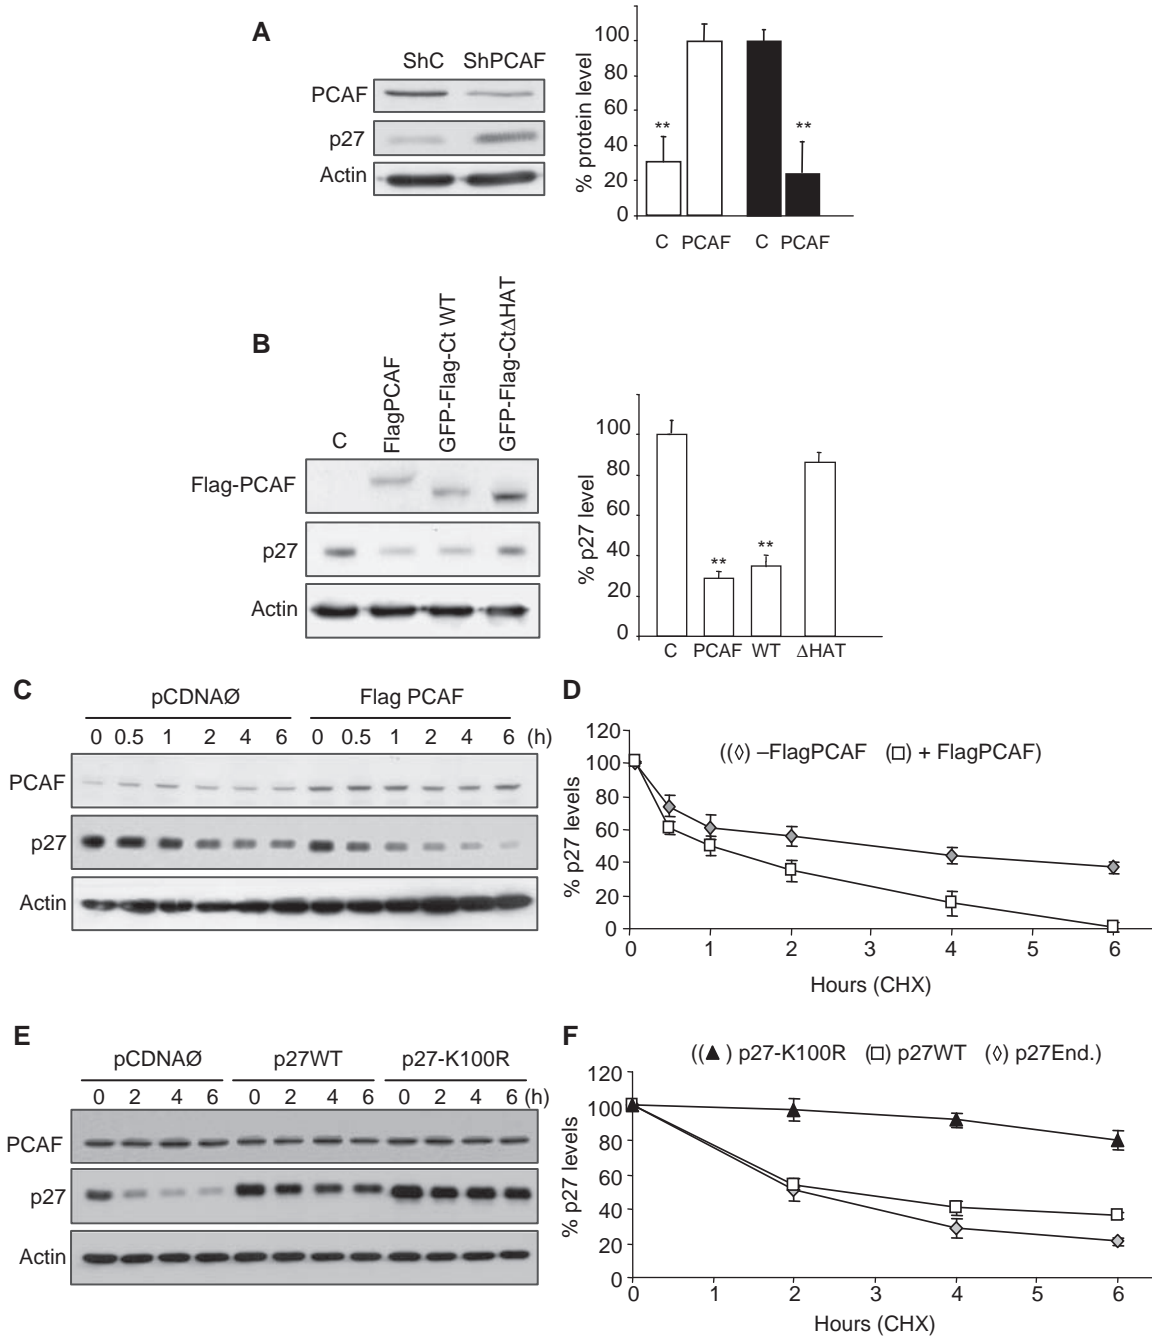 A
ShC ShPCAF
PCAF
p27
Actin
% protein level
100
80
60
40
20
0
** **
C PCAF C PCAF
B
C
FlagPCAF
GFP-Flag-Ct WT
GFP-Flag-CtΔHAT
Flag-PCAF
p27
Actin
% p27 level
100
80
60
40
20
0
** **
C PCAF WT ΔHAT
C
pCDNAØ Flag PCAF
0 0.5 1 2 4 6 0 0.5 1 2 4 6 (h)
PCAF
p27
Actin
D
((◊) –FlagPCAF (□) + FlagPCAF)
% p27 levels
120
100
80
60
40
20
0
0 1 2 3 4 5 6
Hours (CHX)
E
pCDNAØ p27WT p27-K100R
0 2 4 6 0 2 4 6 0 2 4 6 (h)
PCAF
p27
Actin
F
((▲) p27-K100R (□) p27WT (◊) p27End.)
% p27 levels
120
100
80
60
40
20
0
0 1 2 3 4 5 6
Hours (CHX)